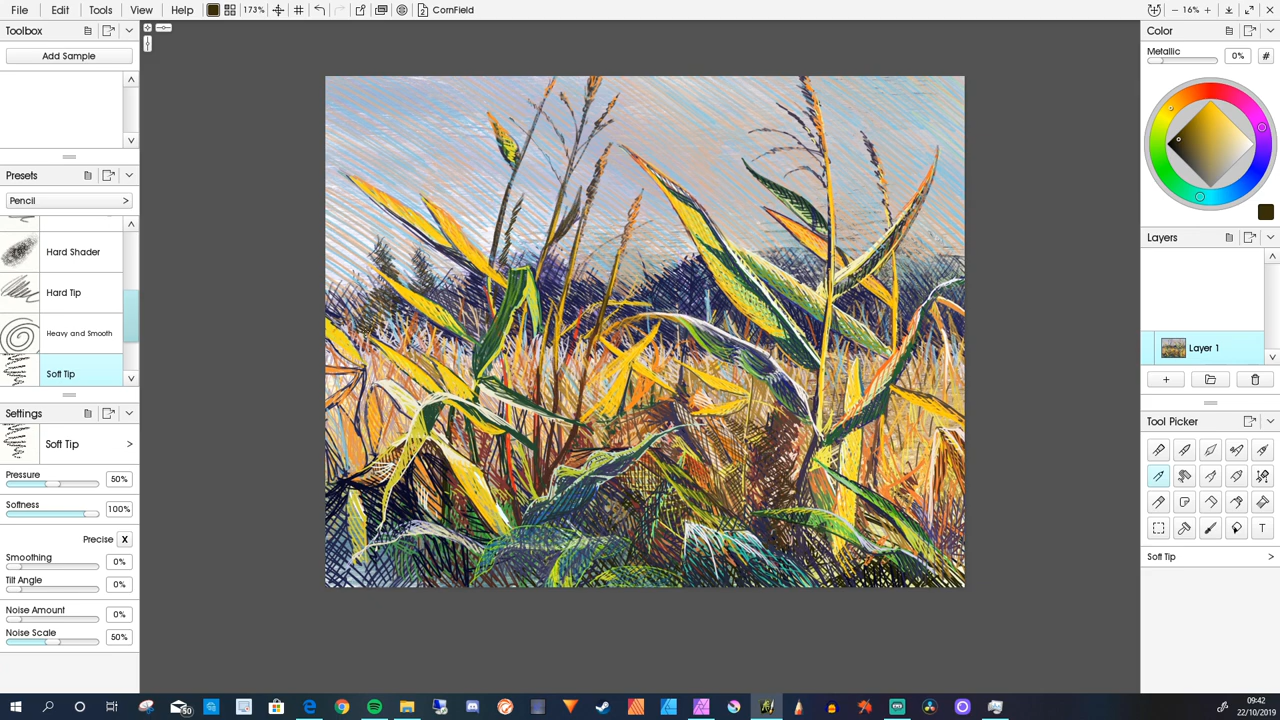 File Edit Tools View Help 173% 2 CornField − 16% +
Toolbox
Add Sample
Presets
Pencil >
Hard Shader
Hard Tip
Heavy and Smooth
Soft Tip
Settings
Soft Tip >
Pressure 50%
Softness 100%
Precise X
Smoothing 0%
Tilt Angle 0%
Noise Amount 0%
Noise Scale 50%
Color
Metallic 0% #
Layers
Layer 1
+
Tool Picker
T
Soft Tip >
50
09:42
22/10/2019